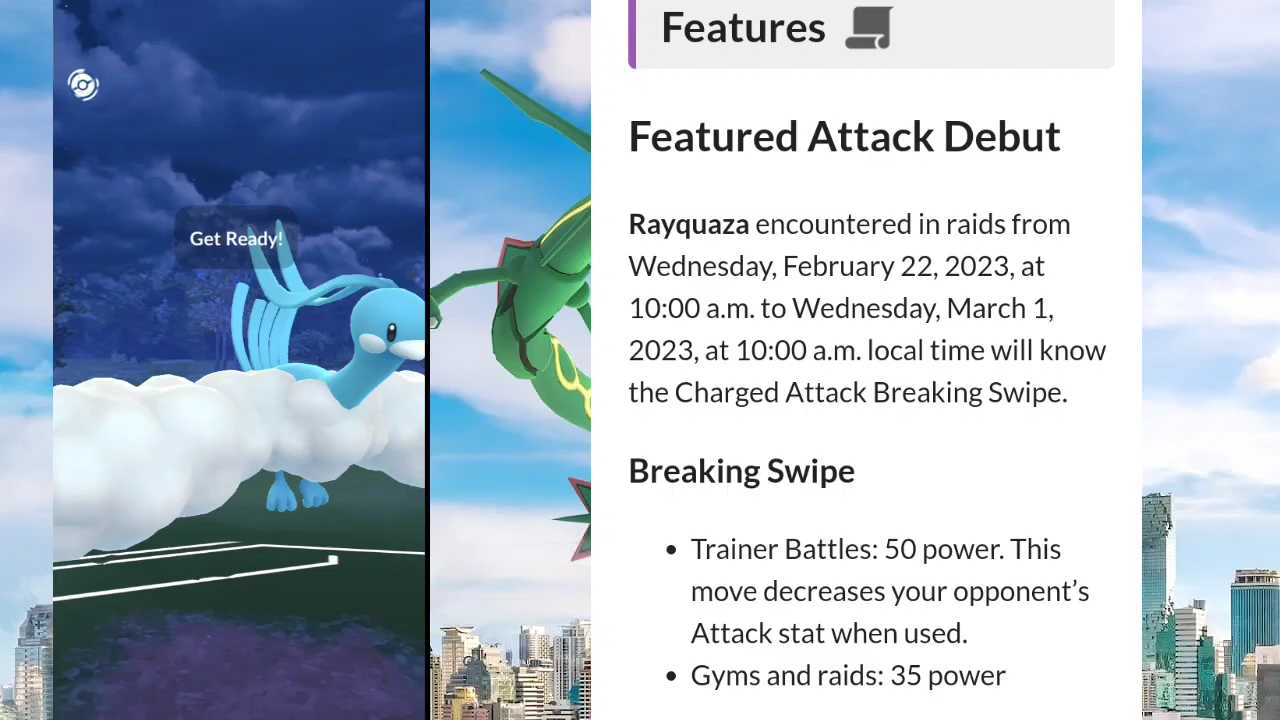 Get Ready!
Features
Featured Attack Debut
Rayquaza encountered in raids from
Wednesday, February 22, 2023, at
10:00 a.m. to Wednesday, March 1,
2023, at 10:00 a.m. local time will know
the Charged Attack Breaking Swipe.
Breaking Swipe
• Trainer Battles: 50 power. This
move decreases your opponent’s
Attack stat when used.
• Gyms and raids: 35 power